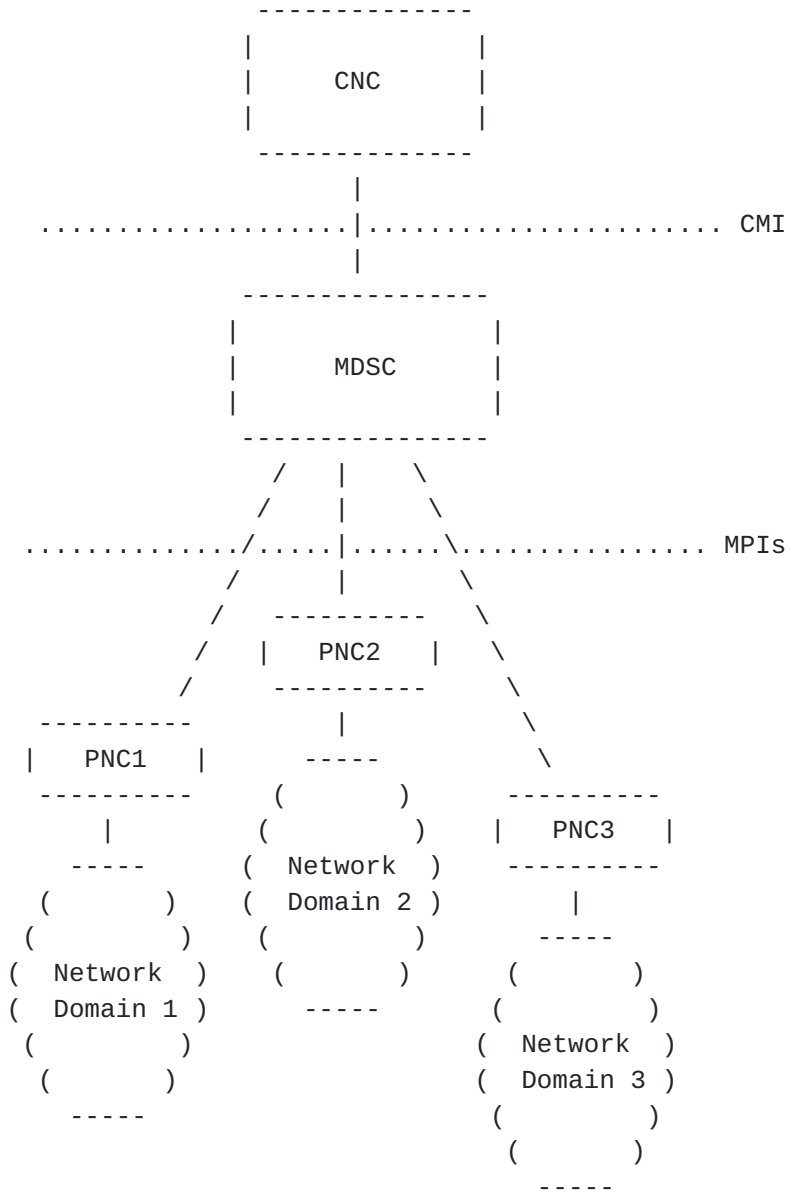 CNC
CMI
MDSC
MPIs
PNC2
PNC1
PNC3
Network
Domain 2
Network
Domain 1
Network
Domain 3